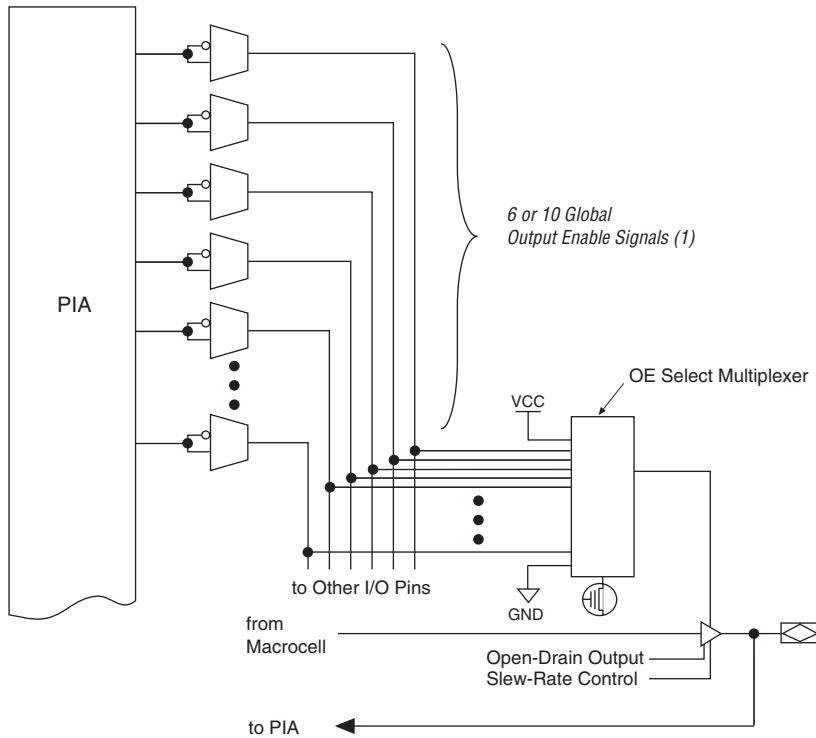 PIA
6 or 10 Global
Output Enable Signals (1)
OE Select Multiplexer
VCC
to Other I/O Pins
GND
from
Macrocell
Open-Drain Output
Slew-Rate Control
to PIA